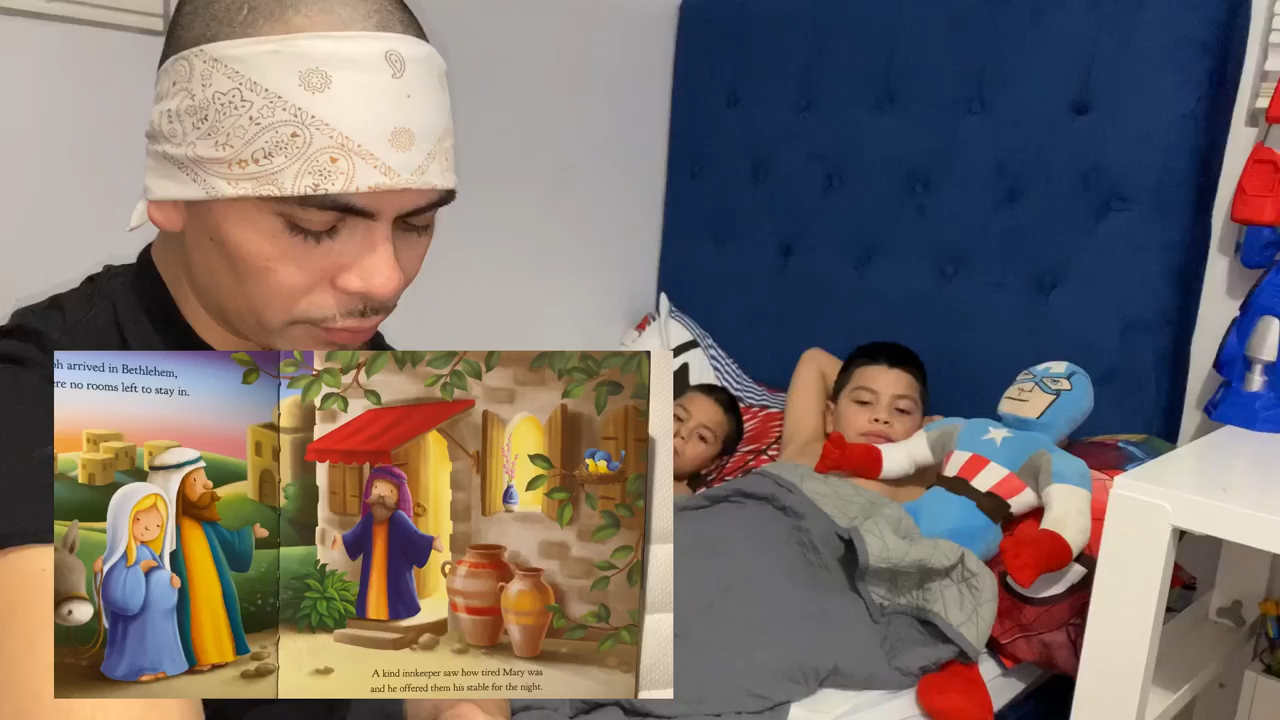 arrived in Bethlehem,
no rooms left to stay in.
A kind innkeeper saw how tired Mary was
and he offered them his stable for the night.